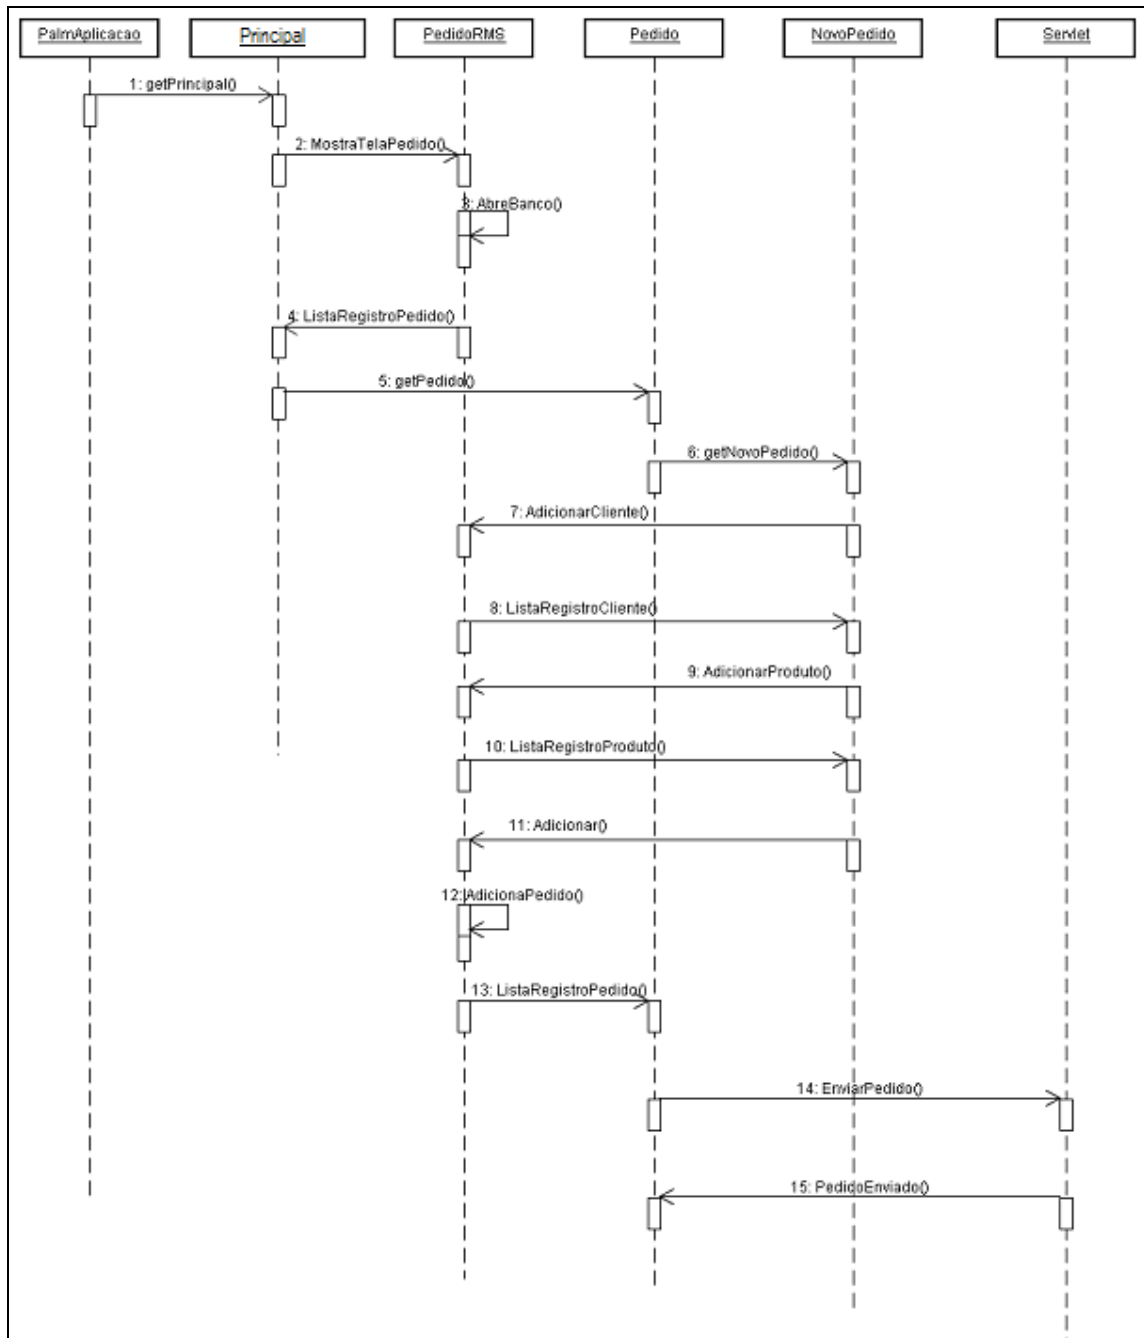 PalmAplicacao
Principal
PedidoRMS
Pedido
NovoPedido
Servlet
1: getPrincipal()
2: MostraTelaPedido()
3: AbreBanco()
4: ListaRegistroPedido()
5: getPedido()
6: getNovoPedido()
7: AdicionarCliente()
8: ListaRegistroCliente()
9: AdicionarProduto()
10: ListaRegistroProduto()
11: Adicionar()
12: AdicionaPedido()
13: ListaRegistroPedido()
14: EnviarPedido()
15: PedidoEnviado()